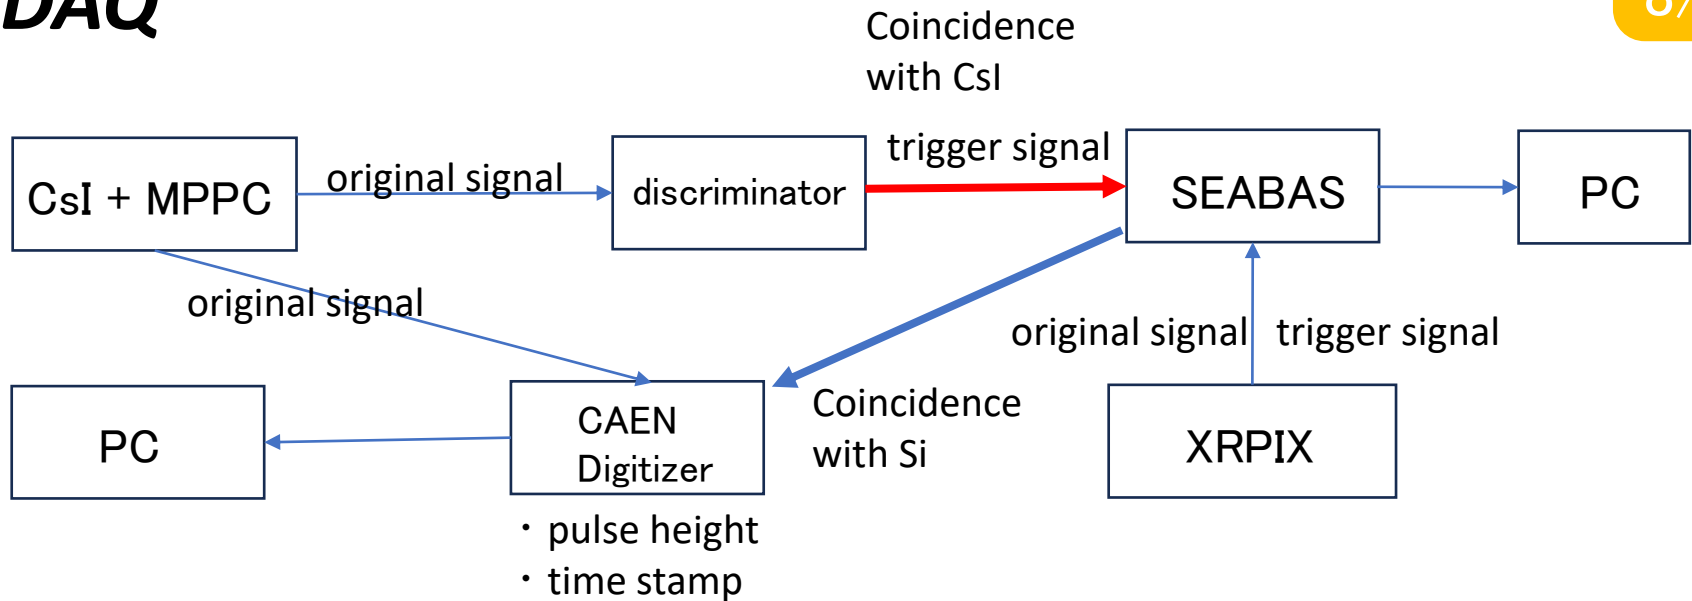 DAQ
Coincidence
with CsI
trigger signal
CsI + MPPC
original signal
discriminator
SEABAS
PC
original signal
original signal
trigger signal
PC
CAEN
Digitizer
Coincidence
with Si
XRPIX
・pulse height
・time stamp